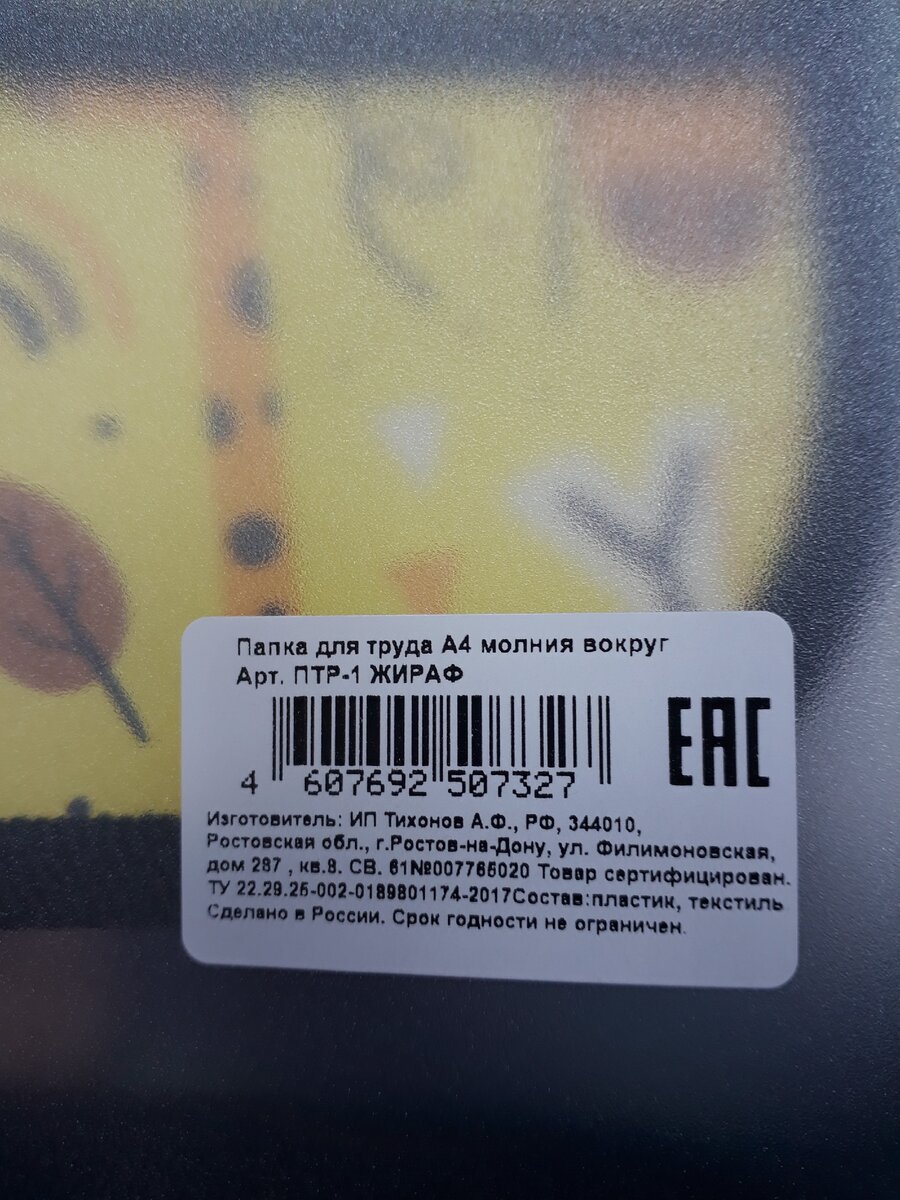 Папка для труда А4 молния вокруг
Арт. ПТР-1 ЖИРАФ
EAC
4 607692 507327
Изготовитель: ИП Тихонов А.Ф., РФ, 344010,
Ростовская обл., г.Ростов-на-Дону, ул. Филимоновская,
дом 287 , кв.8. СВ. 61№007765020 Товар сертифицирован.
ТУ 22.29.25-002-0189801174-2017Состав:пластик, текстиль
Сделано в России. Срок годности не ограничен.